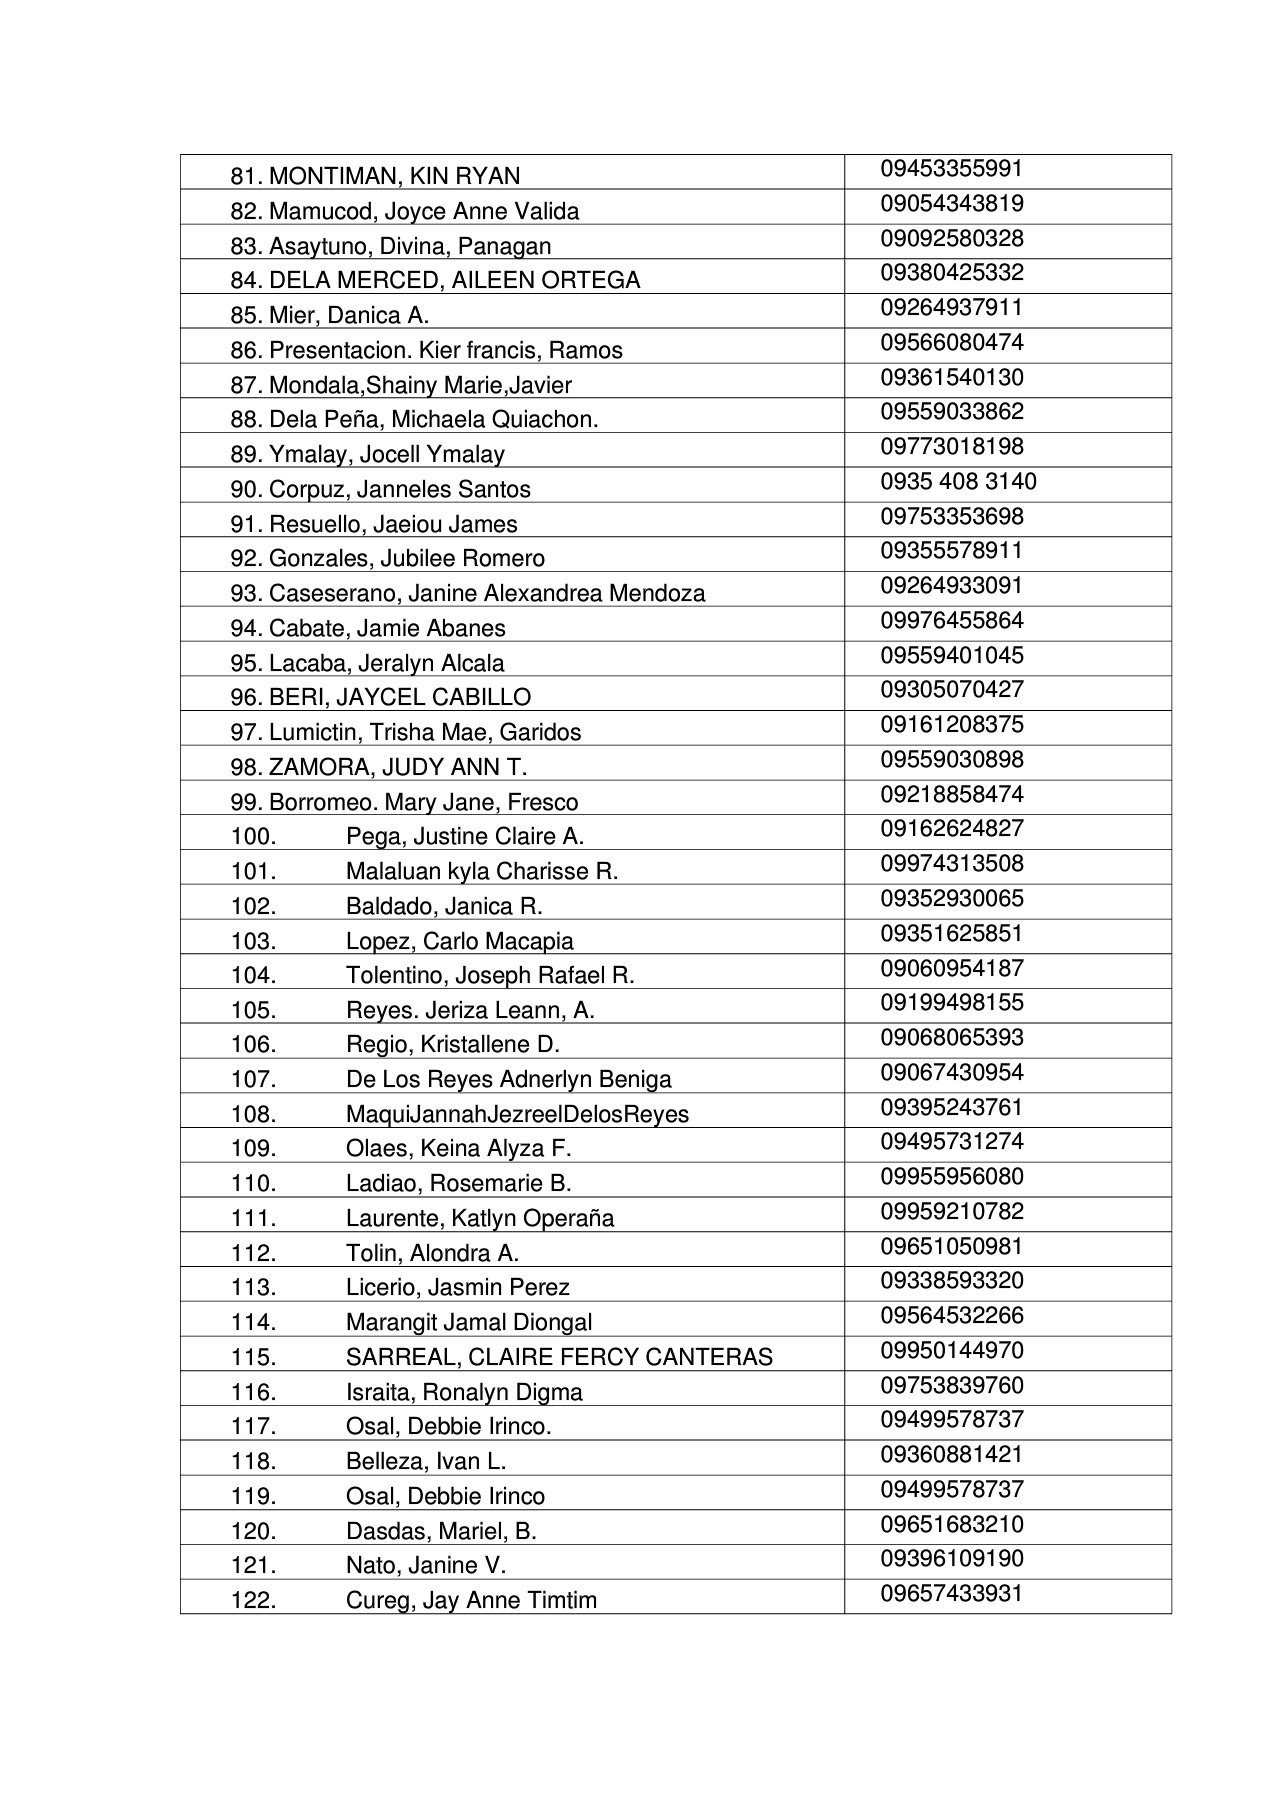 81. MONTIMAN, KIN RYAN 09453355991
82. Mamucod, Joyce Anne Valida 09054343819
83. Asaytuno, Divina, Panagan 09092580328
84. DELA MERCED, AILEEN ORTEGA 09380425332
85. Mier, Danica A. 09264937911
86. Presentacion. Kier francis, Ramos 09566080474
87. Mondala,Shainy Marie,Javier 09361540130
88. Dela Peña, Michaela Quiachon. 09559033862
89. Ymalay, Jocell Ymalay 09773018198
90. Corpuz, Janneles Santos 0935 408 3140
91. Resuello, Jaeiou James 09753353698
92. Gonzales, Jubilee Romero 09355578911
93. Caseserano, Janine Alexandrea Mendoza 09264933091
94. Cabate, Jamie Abanes 09976455864
95. Lacaba, Jeralyn Alcala 09559401045
96. BERI, JAYCEL CABILLO 09305070427
97. Lumictin, Trisha Mae, Garidos 09161208375
98. ZAMORA, JUDY ANN T. 09559030898
99. Borromeo. Mary Jane, Fresco 09218858474
100. Pega, Justine Claire A. 09162624827
101. Malaluan kyla Charisse R. 09974313508
102. Baldado, Janica R. 09352930065
103. Lopez, Carlo Macapia 09351625851
104. Tolentino, Joseph Rafael R. 09060954187
105. Reyes. Jeriza Leann, A. 09199498155
106. Regio, Kristallene D. 09068065393
107. De Los Reyes Adnerlyn Beniga 09067430954
108. MaquiJannahJezreelDelosReyes 09395243761
109. Olaes, Keina Alyza F. 09495731274
110. Ladiao, Rosemarie B. 09955956080
111. Laurente, Katlyn Operaña 09959210782
112. Tolin, Alondra A. 09651050981
113. Licerio, Jasmin Perez 09338593320
114. Marangit Jamal Diongal 09564532266
115. SARREAL, CLAIRE FERCY CANTERAS 09950144970
116. Israita, Ronalyn Digma 09753839760
117. Osal, Debbie Irinco. 09499578737
118. Belleza, Ivan L. 09360881421
119. Osal, Debbie Irinco 09499578737
120. Dasdas, Mariel, B. 09651683210
121. Nato, Janine V. 09396109190
122. Cureg, Jay Anne Timtim 09657433931